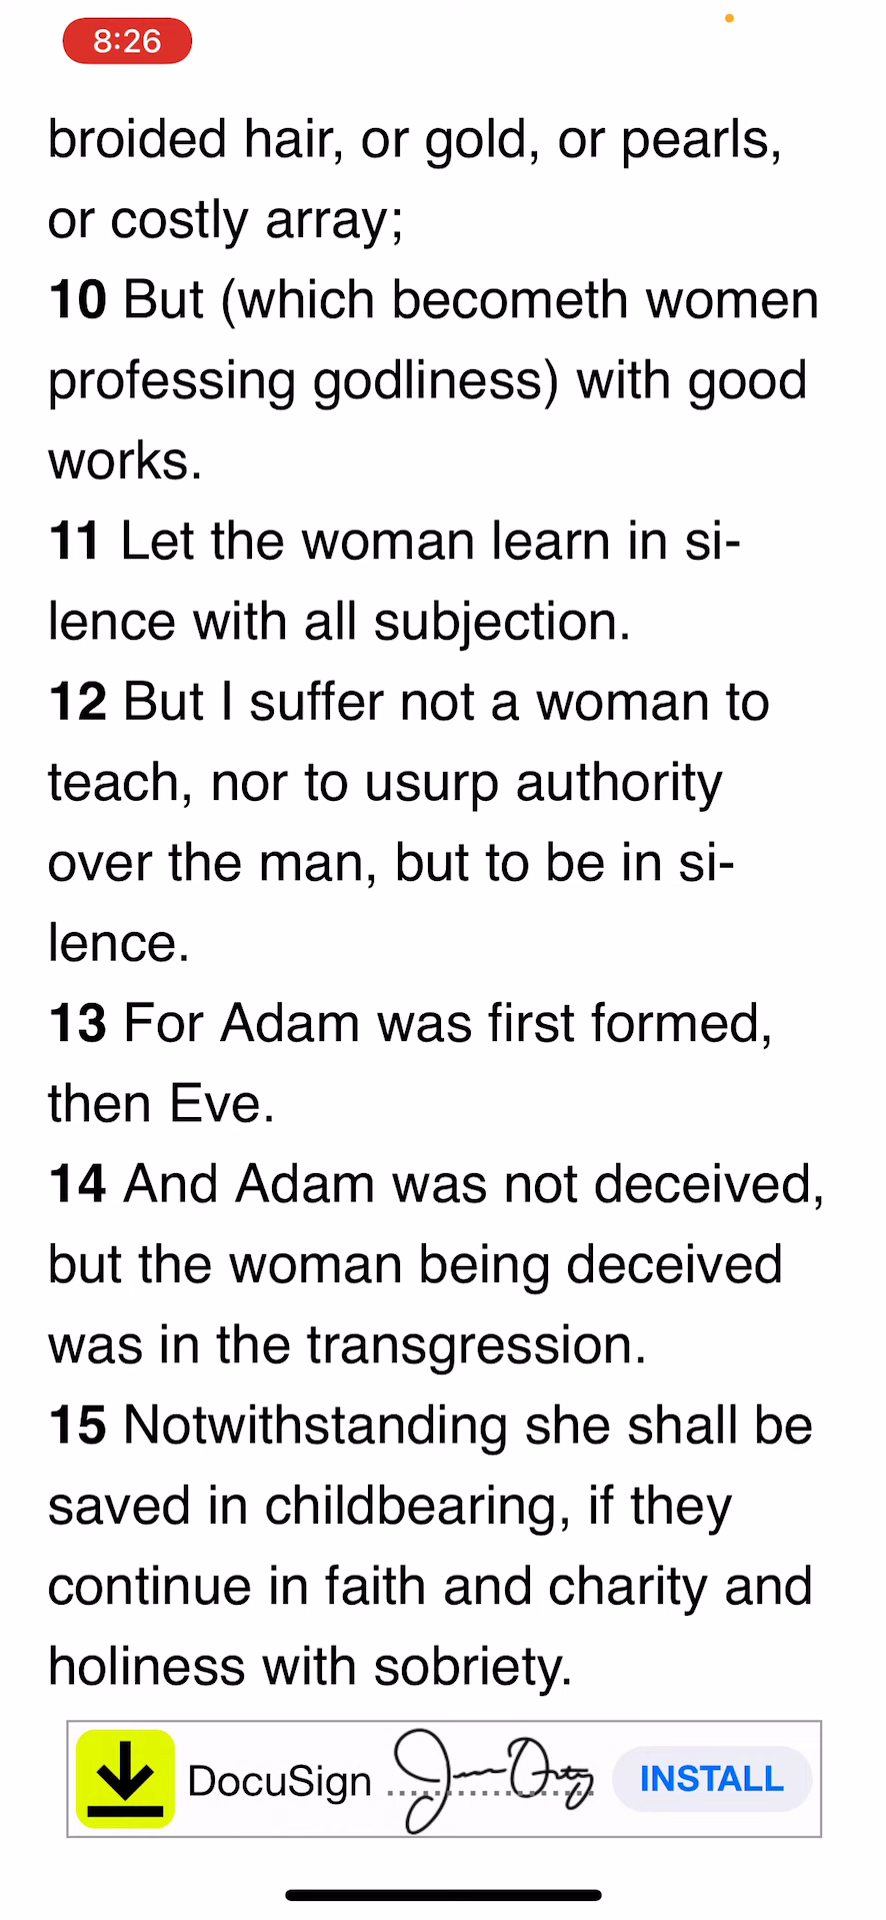 8:26
broided hair, or gold, or pearls,
or costly array;
10 But (which becometh women
professing godliness) with good
works.
11 Let the woman learn in si-
lence with all subjection.
12 But I suffer not a woman to
teach, nor to usurp authority
over the man, but to be in si-
lence.
13 For Adam was first formed,
then Eve.
14 And Adam was not deceived,
but the woman being deceived
was in the transgression.
15 Notwithstanding she shall be
saved in childbearing, if they
continue in faith and charity and
holiness with sobriety.
DocuSign INSTALL